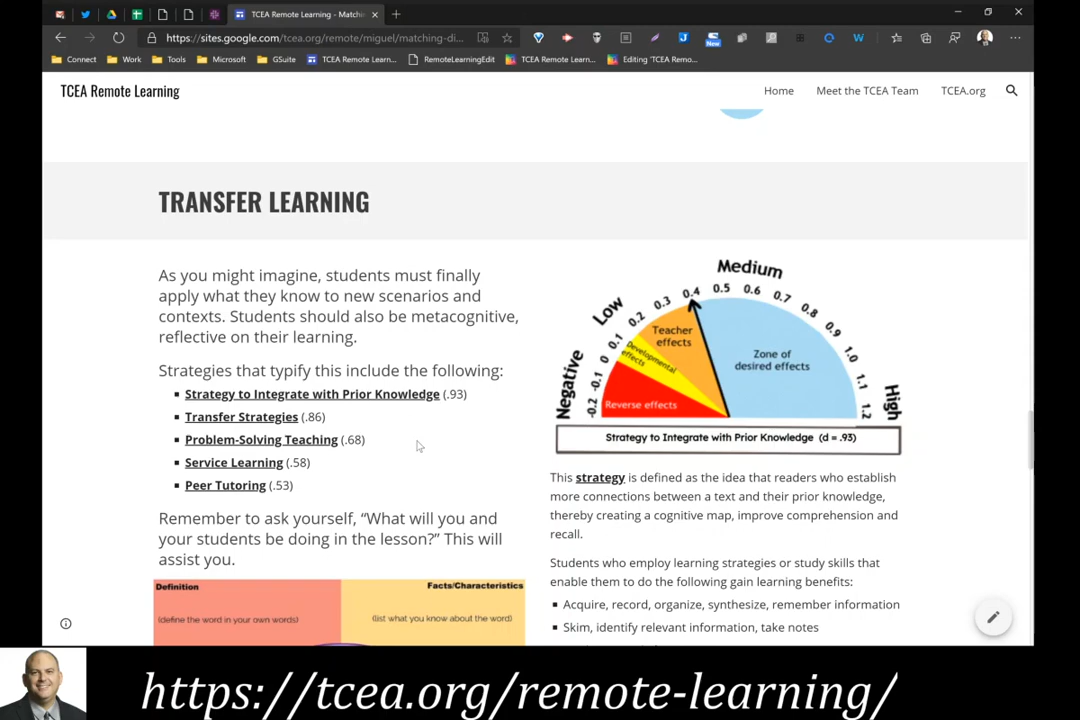 TCEA Remote Learning - Matchin
https://sites.google.com/tcea.org/remote/miguel/matching-di...
New
Connect Work Tools Microsoft GSuite TCEA Remote Learn... RemoteLearningEdit TCEA Remote Learn... Editing 'TCEA Remo...
TCEA Remote Learning
Home Meet the TCEA Team TCEA.org
TRANSFER LEARNING
As you might imagine, students must finally
apply what they know to new scenarios and
contexts. Students should also be metacognitive,
reflective on their learning.
Strategies that typify this include the following:
Strategy to Integrate with Prior Knowledge (.93)
Transfer Strategies (.86)
Problem-Solving Teaching (.68)
Service Learning (.58)
Peer Tutoring (.53)
Remember to ask yourself, “What will you and
your students be doing in the lesson?” This will
assist you.
Definition
(define the word in your own words)
Facts/Characteristics
(list what you know about the word)
Negative
Low
Medium
High
-0.2 -0.1 0 0.1 0.2 0.3 0.4 0.5 0.6 0.7 0.8 0.9 1.0 1.1 1.2
Reverse effects
Developmental
effects
Teacher
effects
Zone of
desired effects
Strategy to Integrate with Prior Knowledge (d = .93)
This strategy is defined as the idea that readers who establish
more connections between a text and their prior knowledge,
thereby creating a cognitive map, improve comprehension and
recall.
Students who employ learning strategies or study skills that
enable them to do the following gain learning benefits:
Acquire, record, organize, synthesize, remember information
Skim, identify relevant information, take notes
https://tcea.org/remote-learning/